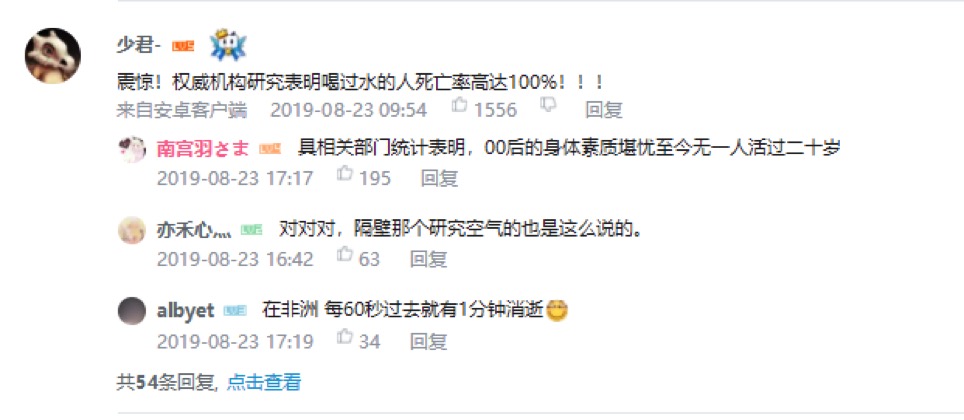 少君- LV5
震惊！权威机构研究表明喝过水的人死亡率高达100%！！！
来自安卓客户端 2019-08-23 09:54 1556 回复
南宫羽さま 具相关部门统计表明，00后的身体素质堪忧至今无一人活过二十岁
2019-08-23 17:17 195 回复
亦禾心灬 对对对，隔壁那个研究空气的也是这么说的。
2019-08-23 16:42 63 回复
albyet 在非洲 每60秒过去就有1分钟消逝
2019-08-23 17:19 34 回复
共54条回复, 点击查看